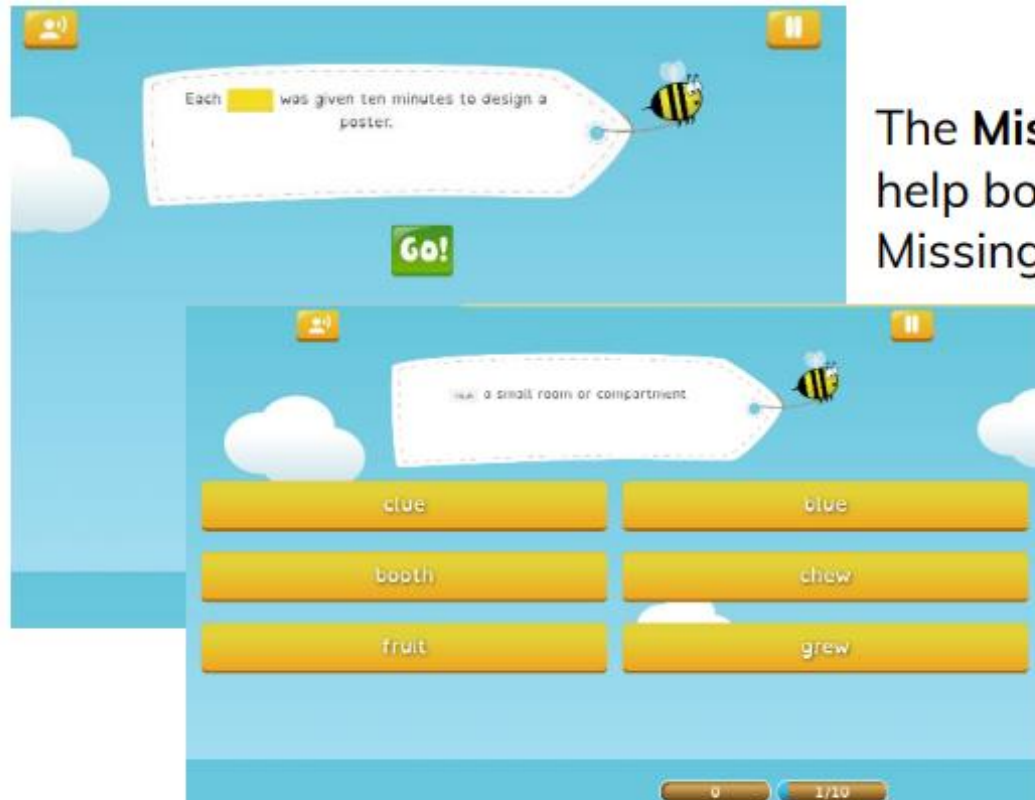 Each was given ten minutes to design a
poster.
Go!
The Mis
help bo
Missing
a small room or compartment
clue
blue
booth
chew
fruit
grew
0
1/10